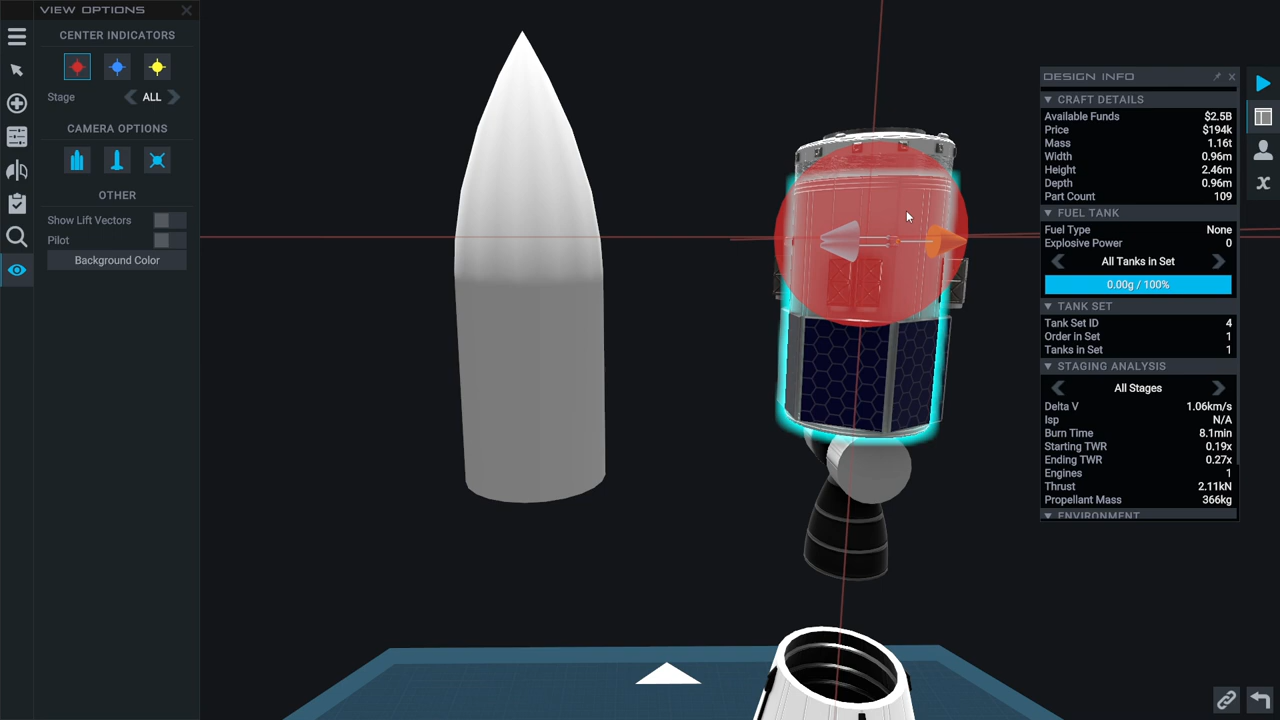 VIEW OPTIONS
CENTER INDICATORS
Stage ALL
CAMERA OPTIONS
OTHER
Show Lift Vectors
Pilot
Background Color
DESIGN INFO
CRAFT DETAILS
Available Funds $2.5B
Price $194k
Mass 1.16t
Width 0.96m
Height 2.46m
Depth 0.96m
Part Count 109
FUEL TANK
Fuel Type None
Explosive Power 0
All Tanks in Set
0.00g / 100%
TANK SET
Tank Set ID 4
Order in Set 1
Tanks in Set 1
STAGING ANALYSIS
All Stages
Delta V 1.06km/s
Isp N/A
Burn Time 8.1min
Starting TWR 0.19x
Ending TWR 0.27x
Engines 1
Thrust 2.11kN
Propellant Mass 366kg
ENVIRONMENT